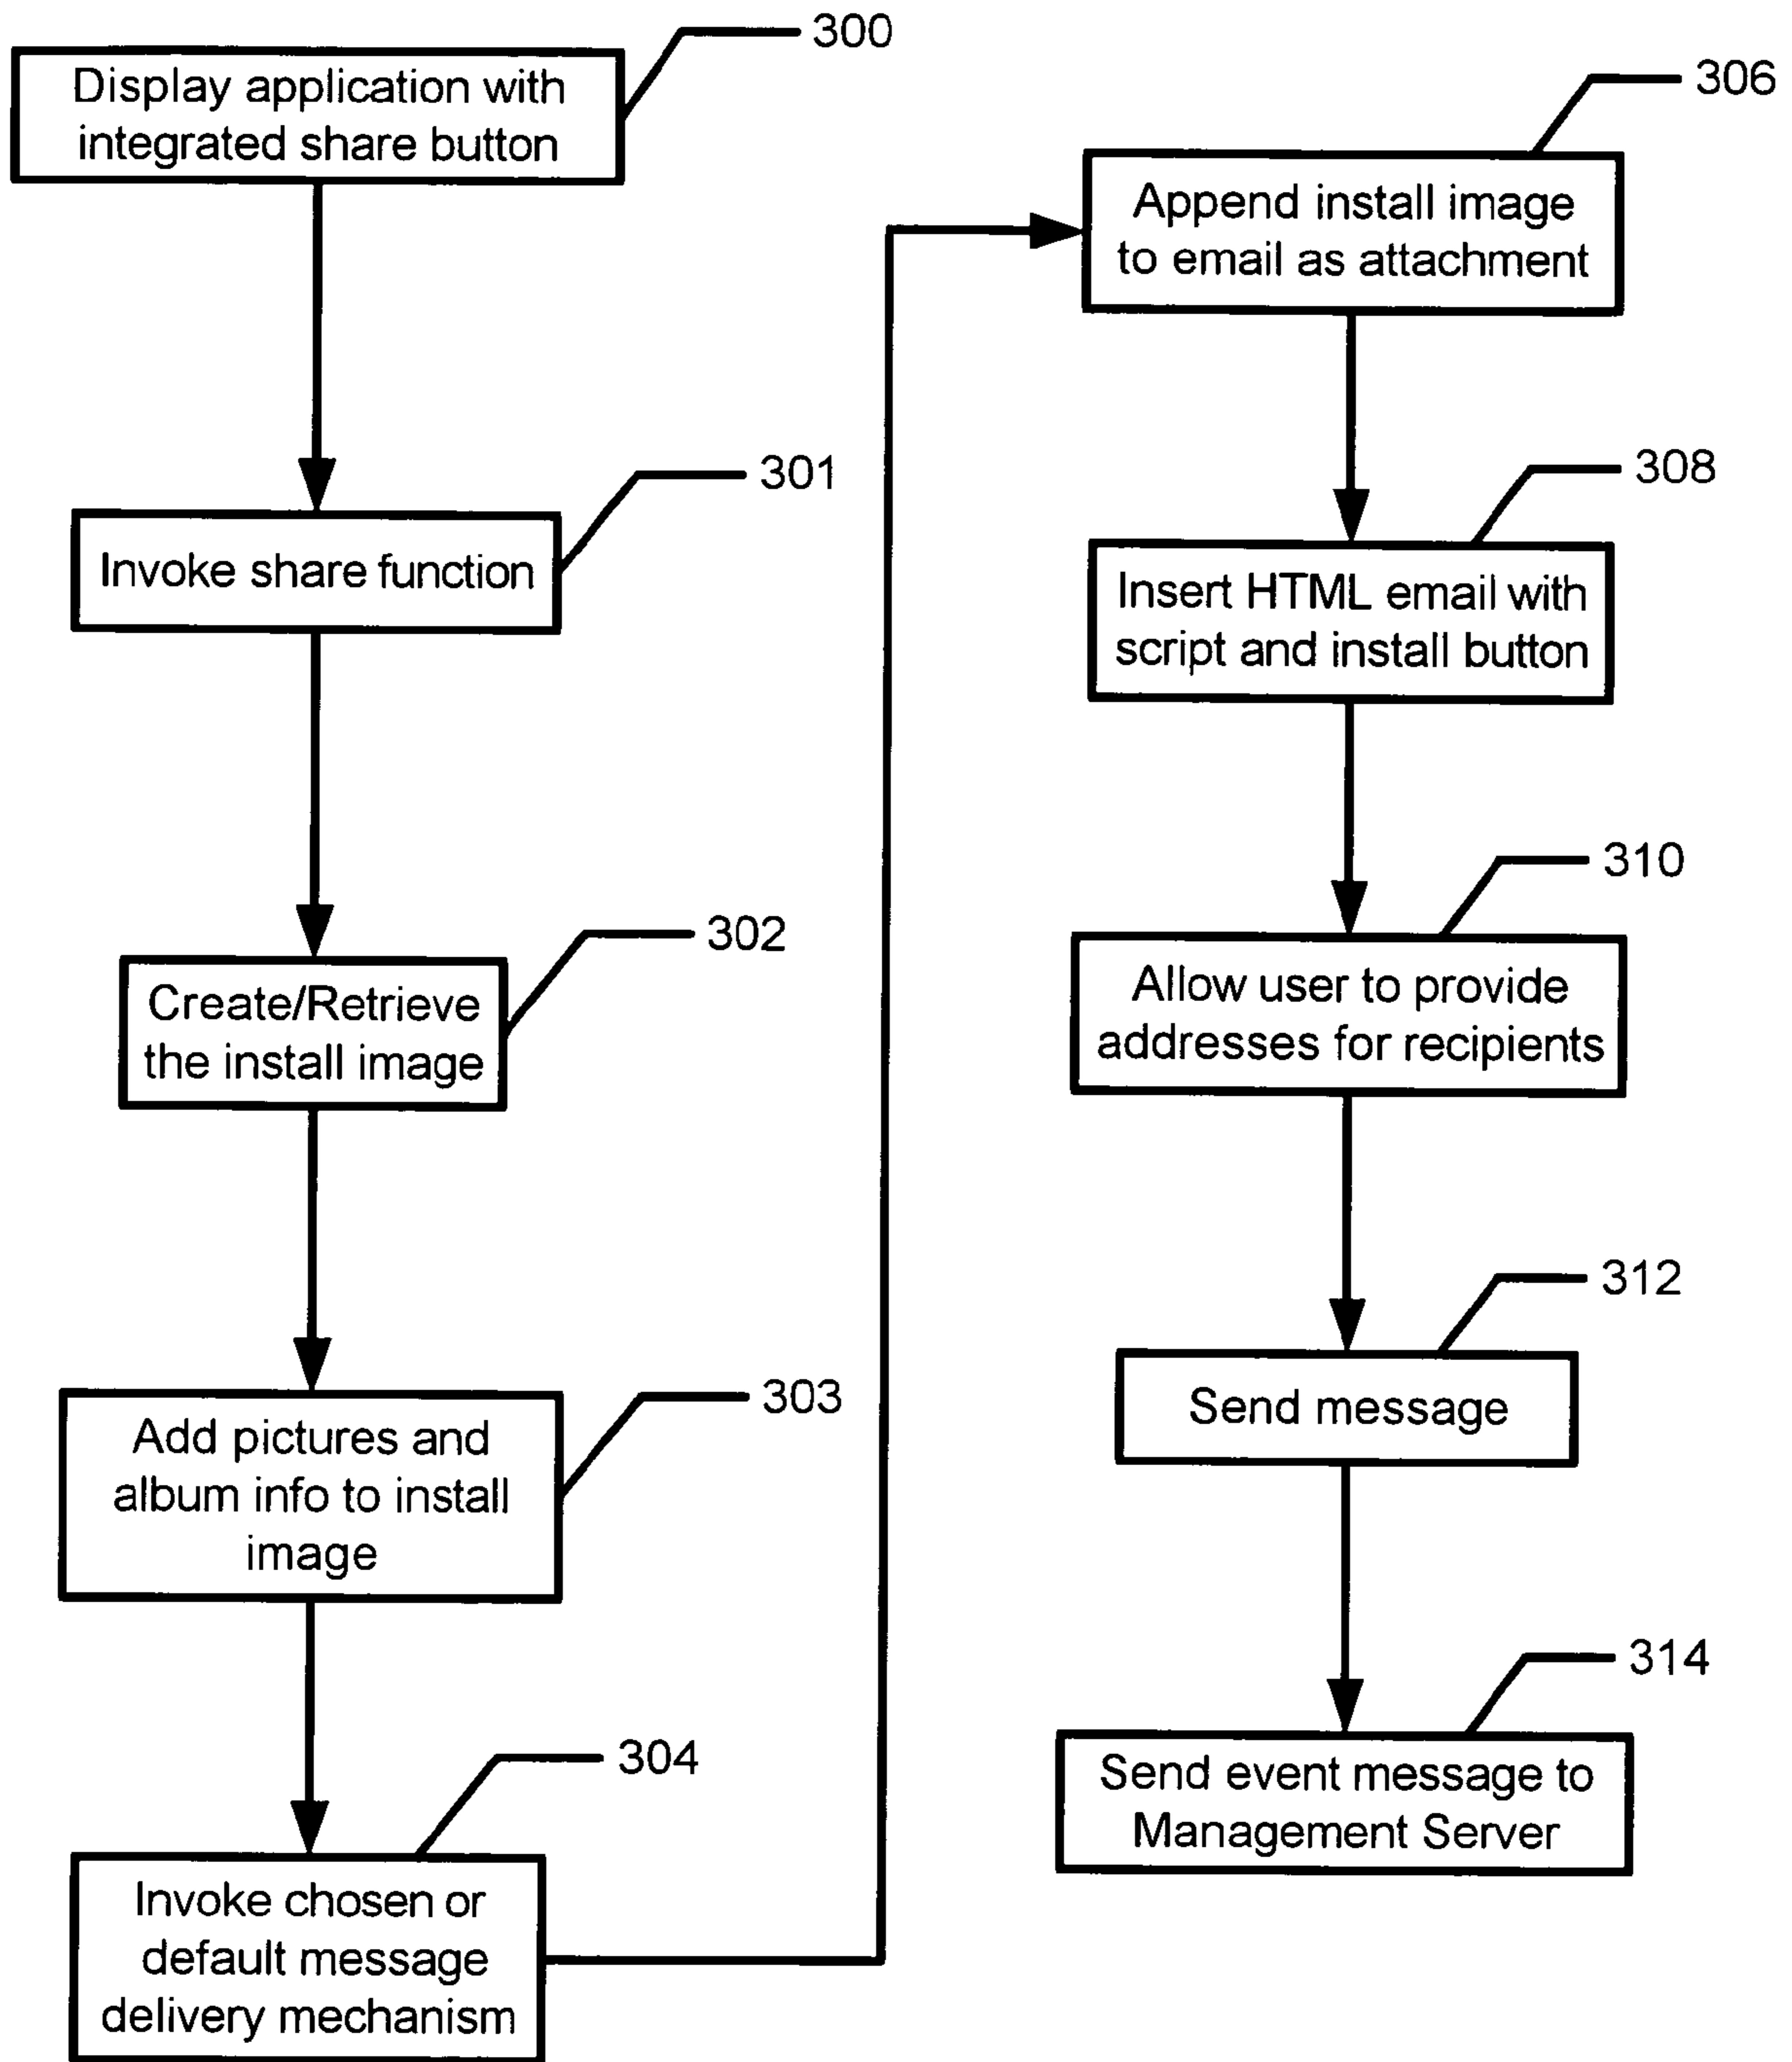 300
Display application with
integrated share button
301
Invoke share function
302
Create/Retrieve
the install image
303
Add pictures and
album info to install
image
304
Invoke chosen or
default message
delivery mechanism
306
Append install image
to email as attachment
308
Insert HTML email with
script and install button
310
Allow user to provide
addresses for recipients
312
Send message
314
Send event message to
Management Server